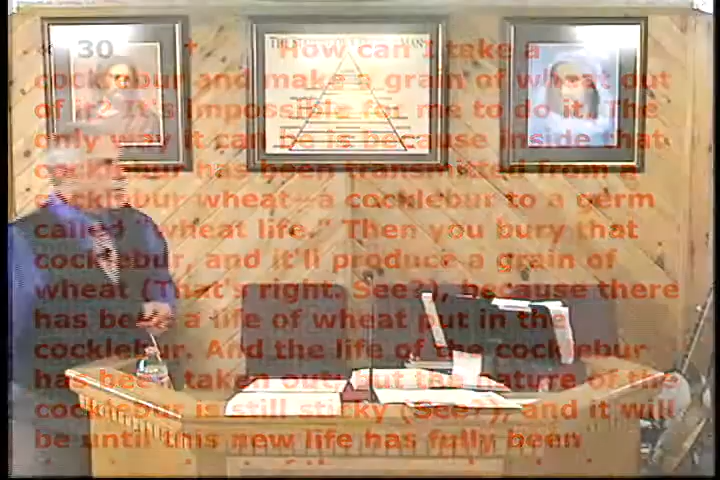 THE STATURE OF A PERFECT MAN
« 30 * How can I take a
cocklebur and make a grain of wheat out
of it? It's impossible for me to do it. The
only way it can be is because inside that
cocklebur has been transmitted from a
cocklebur wheat—a cocklebur to a germ
called "wheat life." Then you bury that
cocklebur, and it'll produce a grain of
wheat (That's right. See?), because there
has been a life of wheat put in the
cocklebur. And the life of the cocklebur
has been taken out, but the nature of the
cocklebur is still sticky (See?), and it will
be until this new life has fully been